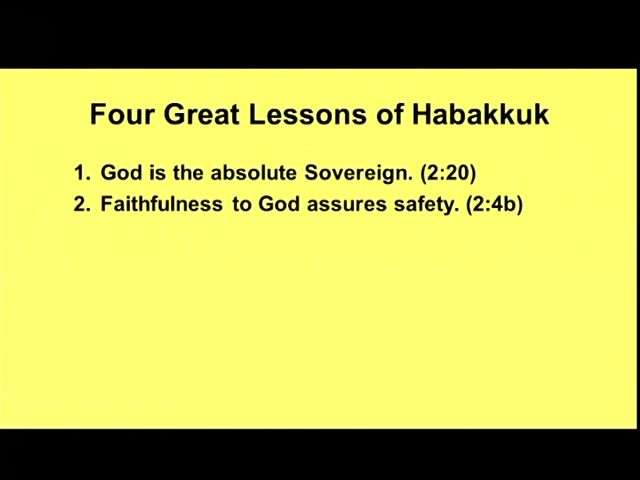 Four Great Lessons of Habakkuk
1. God is the absolute Sovereign. (2:20)
2. Faithfulness to God assures safety. (2:4b)